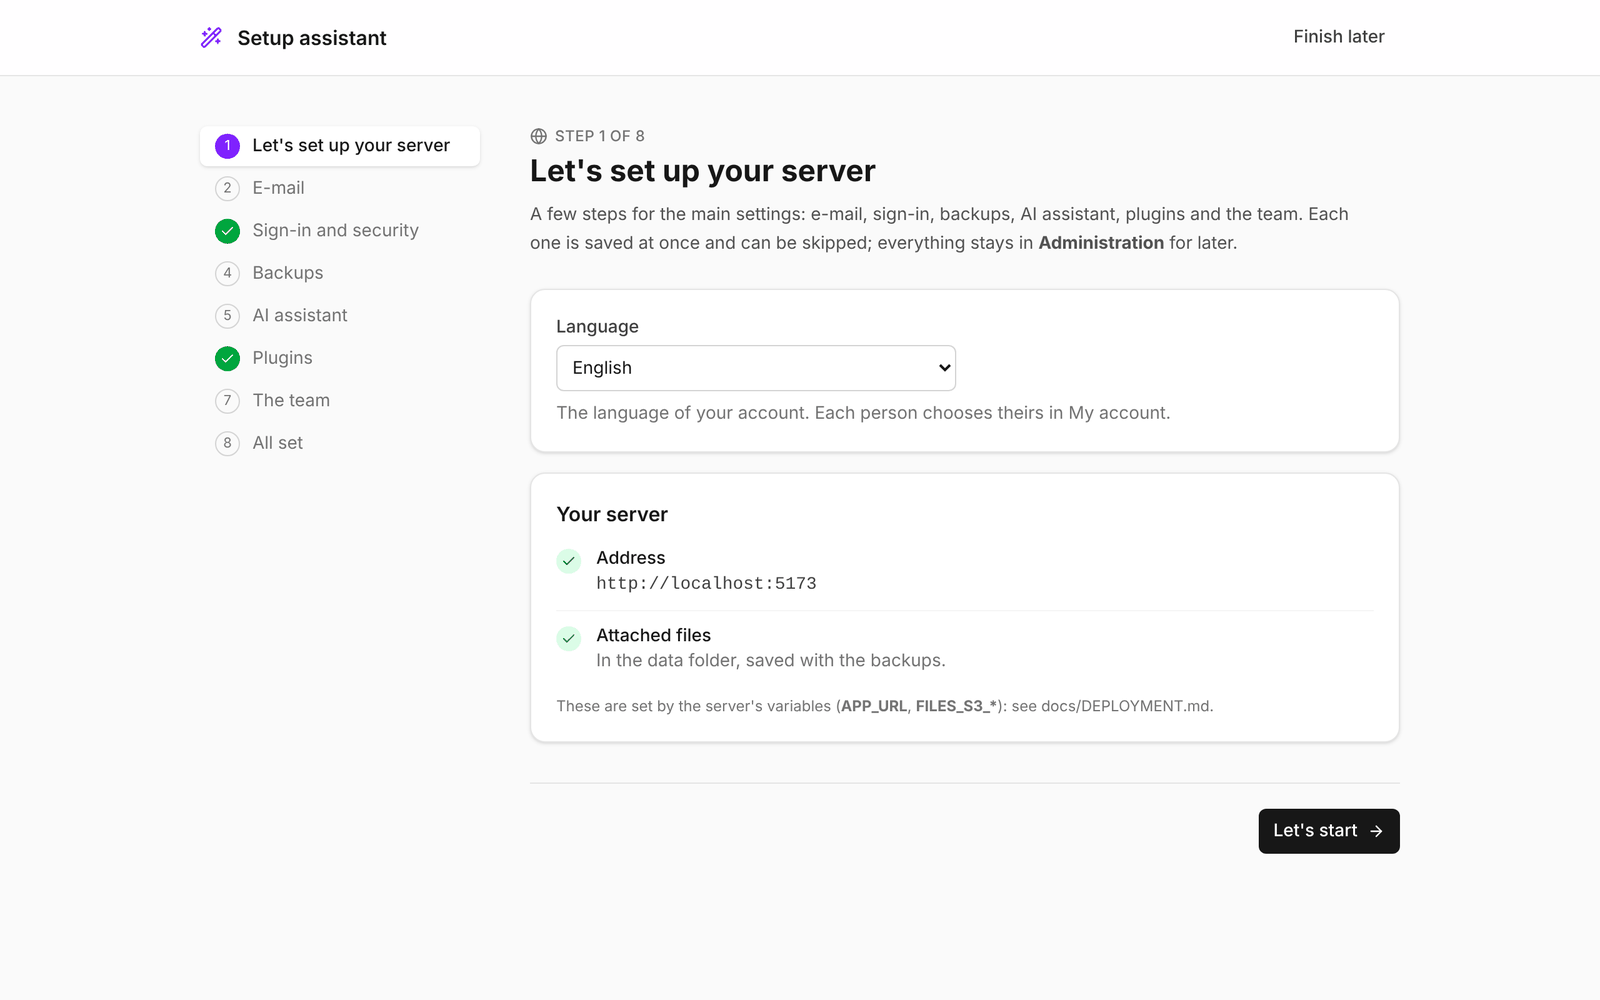 Setup assistant
Finish later
1 Let's set up your server
2 E-mail
Sign-in and security
4 Backups
5 AI assistant
Plugins
7 The team
8 All set
STEP 1 OF 8
Let's set up your server
A few steps for the main settings: e-mail, sign-in, backups, AI assistant, plugins and the team. Each
one is saved at once and can be skipped; everything stays in Administration for later.
Language
English
The language of your account. Each person chooses theirs in My account.
Your server
Address
http://localhost:5173
Attached files
In the data folder, saved with the backups.
These are set by the server's variables (APP_URL, FILES_S3_*): see docs/DEPLOYMENT.md.
Let's start